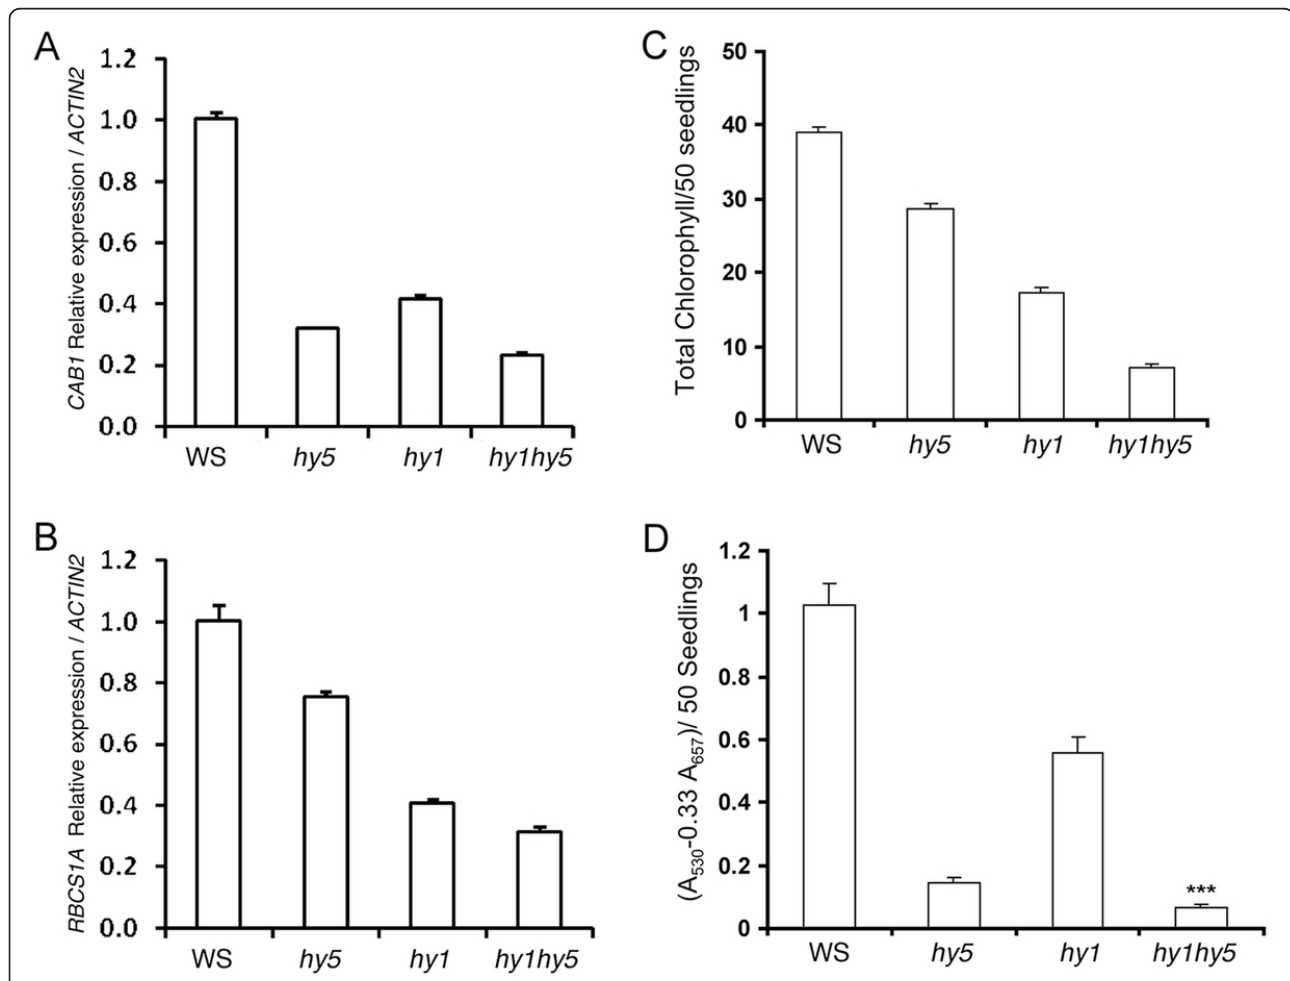 A
CAB1 Relative expression / ACTIN2
1.2
1.0
0.8
0.6
0.4
0.2
0.0
WS hy5 hy1 hy1hy5
B
RBCS1A Relative expression / ACTIN2
1.2
1.0
0.8
0.6
0.4
0.2
0.0
WS hy5 hy1 hy1hy5
C
Total Chlorophyll/50 seedlings
50
40
30
20
10
0
WS hy5 hy1 hy1hy5
D
(A530-0.33 A657)/ 50 Seedlings
1.2
1
0.8
0.6
0.4
0.2
0
***
WS hy5 hy1 hy1hy5